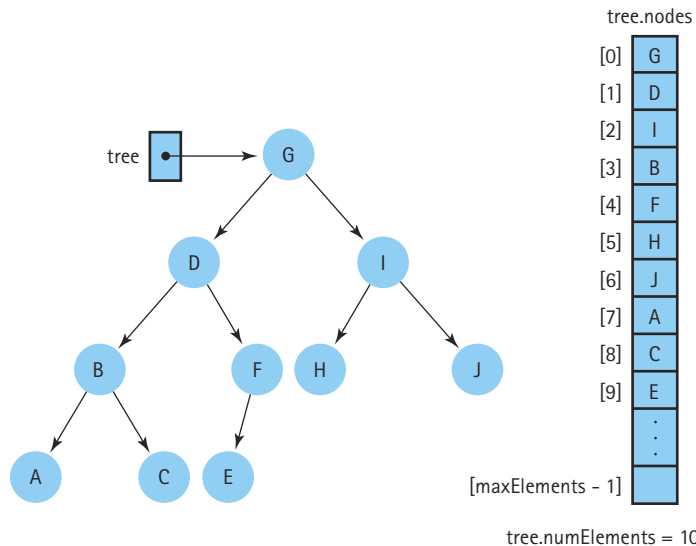 tree.nodes
[0] G
[1] D
[2] I
[3] B
[4] F
[5] H
[6] J
[7] A
[8] C
[9] E
[maxElements - 1]
tree.numElements = 10
tree
G
D I
B F H J
A C E